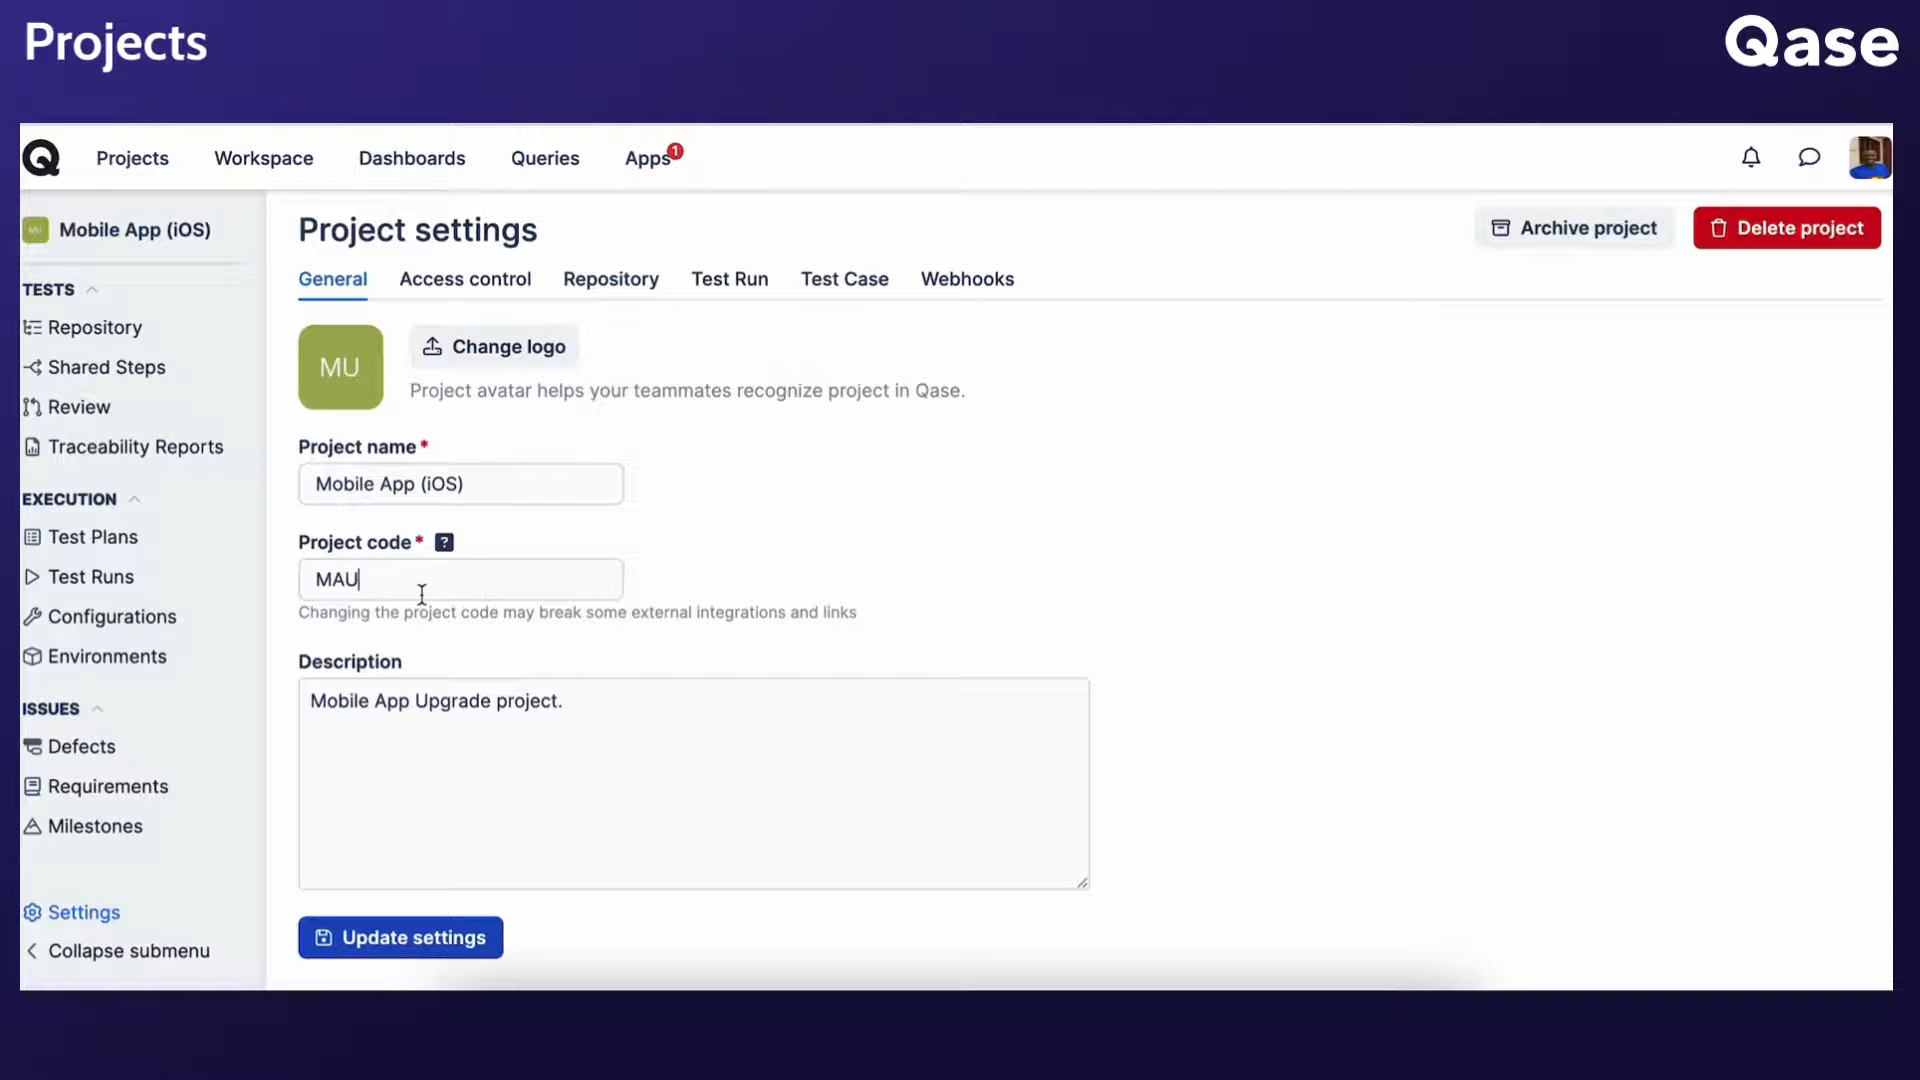 Projects
Qase
Projects
Workspace
Dashboards
Queries
Apps
1
MU
Mobile App (iOS)
TESTS
Repository
Shared Steps
Review
Traceability Reports
EXECUTION
Test Plans
Test Runs
Configurations
Environments
ISSUES
Defects
Requirements
Milestones
Settings
Collapse submenu
Project settings
Archive project
Delete project
General
Access control
Repository
Test Run
Test Case
Webhooks
MU
Change logo
Project avatar helps your teammates recognize project in Qase.
Project name*
Mobile App (iOS)
Project code* ?
MAU
Changing the project code may break some external integrations and links
Description
Mobile App Upgrade project.
Update settings